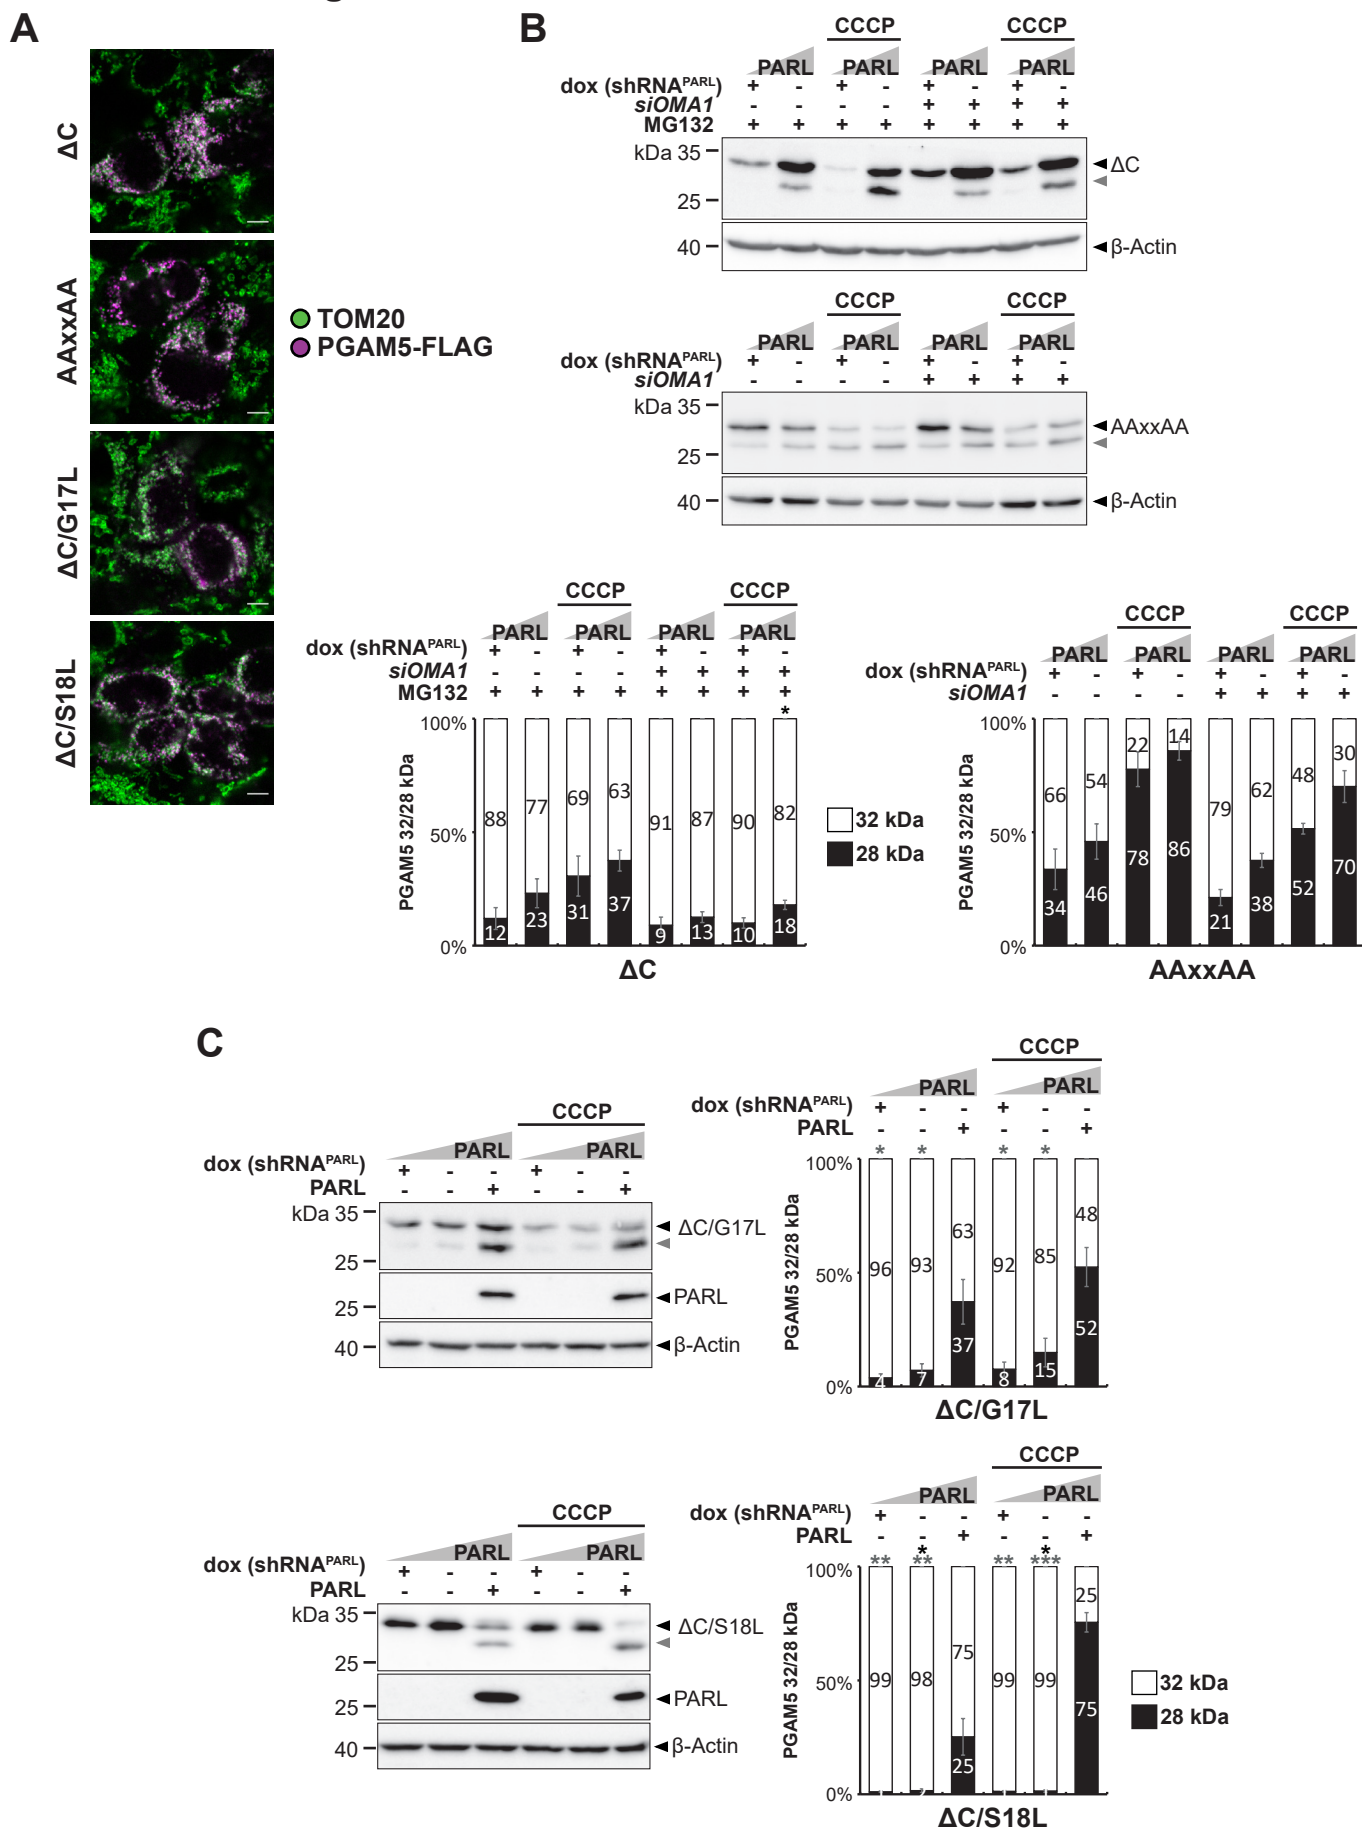 A
ΔC
AAxxAA
ΔC/G17L
ΔC/S18L
TOM20
PGAM5-FLAG
B
CCCP CCCP
PARL PARL PARL PARL
dox (shRNAPARL) + - + - + - + -
siOMA1 - - - - + + + +
MG132 + + + + + + + +
kDa 35
25
ΔC
40
β-Actin
CCCP CCCP
PARL PARL PARL PARL
dox (shRNAPARL) + - + - + - + -
siOMA1 - - - - + + + +
kDa 35
25
AAxxAA
40
β-Actin
CCCP CCCP
PARL PARL PARL PARL
dox (shRNAPARL) + - + - + - + -
siOMA1 - - - - + + + +
MG132 + + + + + + + +
*
PGAM5 32/28 kDa
100%
50%
0%
88 77 69 63 91 87 90 82
12 23 31 37 9 13 10 18
ΔC
32 kDa
28 kDa
CCCP CCCP
PARL PARL PARL PARL
dox (shRNAPARL) + - + - + - + -
siOMA1 - - - - + + + +
PGAM5 32/28 kDa
100%
50%
0%
66 54 22 14 79 62 48 30
34 46 78 86 21 38 52 70
AAxxAA
C
CCCP
PARL PARL
dox (shRNAPARL) + - - + - -
PARL - - + - - +
kDa 35
25
ΔC/G17L
25
PARL
40
β-Actin
CCCP
PARL PARL
dox (shRNAPARL) + - - + - -
PARL - - + - - +
* * * *
PGAM5 32/28 kDa
100%
50%
0%
96 93 63 92 85 48
4 7 37 8 15 52
ΔC/G17L
CCCP
PARL PARL
dox (shRNAPARL) + - - + - -
PARL - - + - - +
kDa 35
25
ΔC/S18L
25
PARL
40
β-Actin
CCCP
PARL PARL
dox (shRNAPARL) + - - + - -
PARL - - + - - +
* *
** ** ** ***
PGAM5 32/28 kDa
100%
50%
0%
99 98 75 99 99 25
25 75
ΔC/S18L
32 kDa
28 kDa